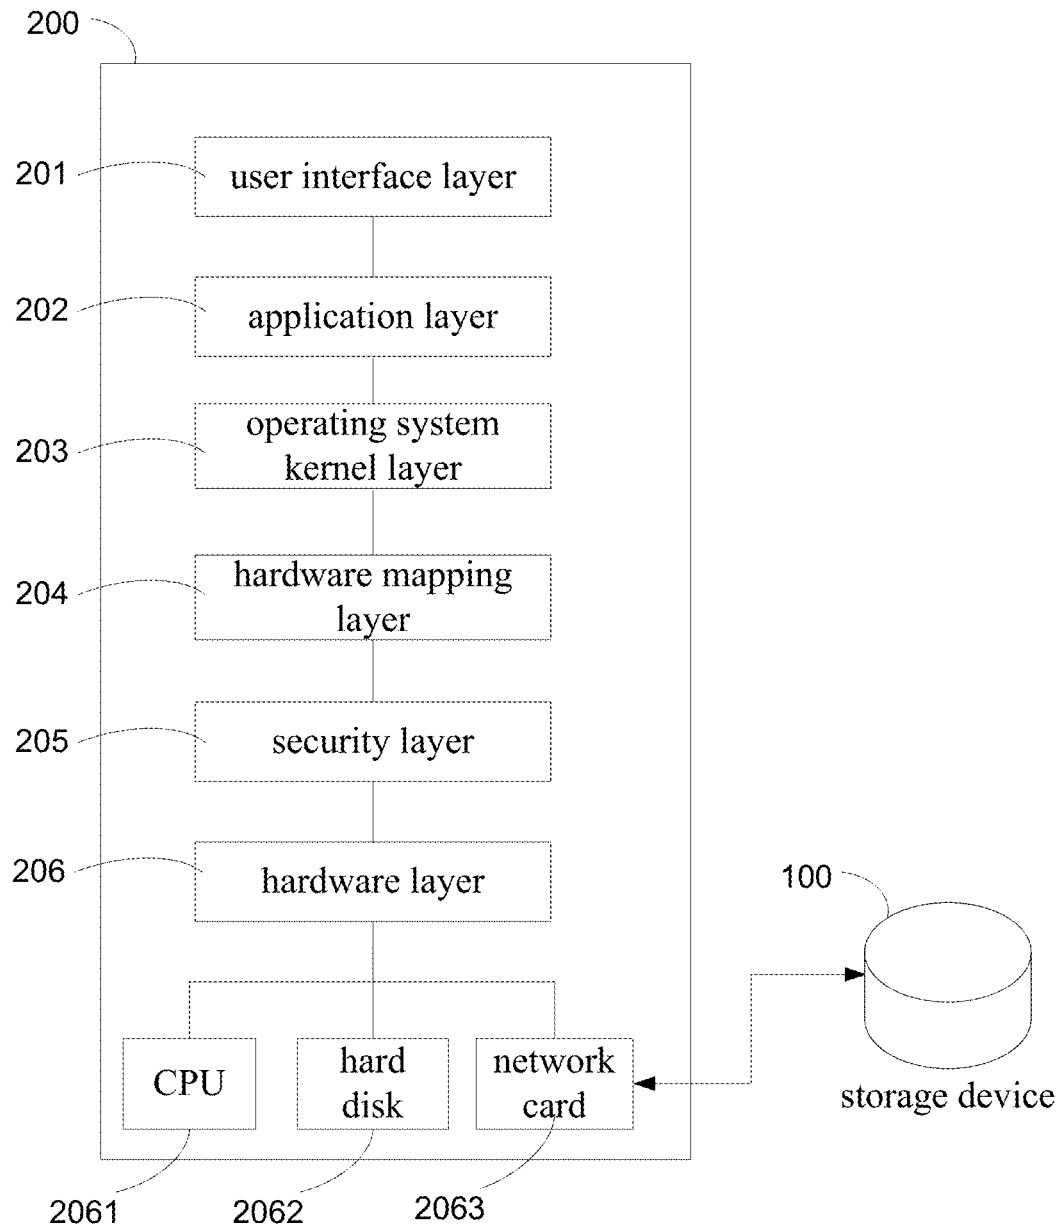 200
201
user interface layer
202
application layer
203
operating system
kernel layer
204
hardware mapping
layer
205
security layer
206
hardware layer
100
CPU
hard
disk
network
card
storage device
2061
2062
2063